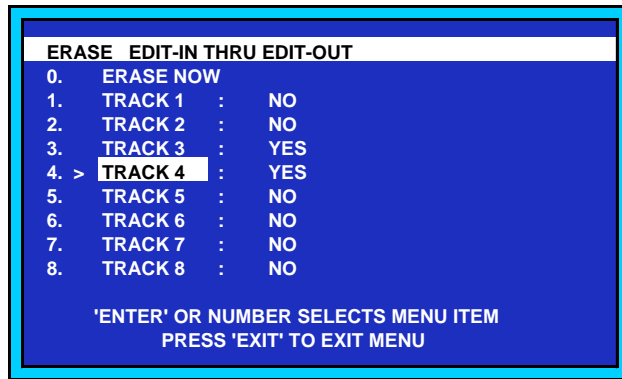 ERASE EDIT-IN THRU EDIT-OUT
0. ERASE NOW
1. TRACK 1 : NO
2. TRACK 2 : NO
3. TRACK 3 : YES
4. > TRACK 4 : YES
5. TRACK 5 : NO
6. TRACK 6 : NO
7. TRACK 7 : NO
8. TRACK 8 : NO
'ENTER' OR NUMBER SELECTS MENU ITEM
PRESS 'EXIT' TO EXIT MENU